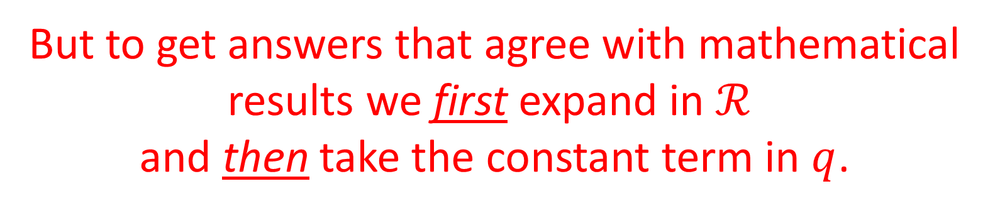 But to get answers that agree with mathematical
results we first expand in ℛ
and then take the constant term in 𝑞.